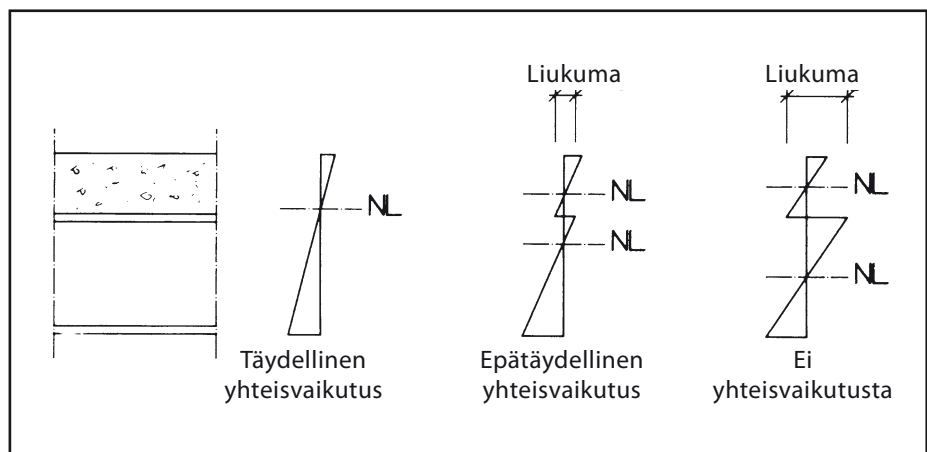 Liukuma
Liukuma
NL
NL
NL
NL
NL
Täydellinen
yhteisvaikutus
Epätäydellinen
yhteisvaikutus
Ei
yhteisvaikutusta